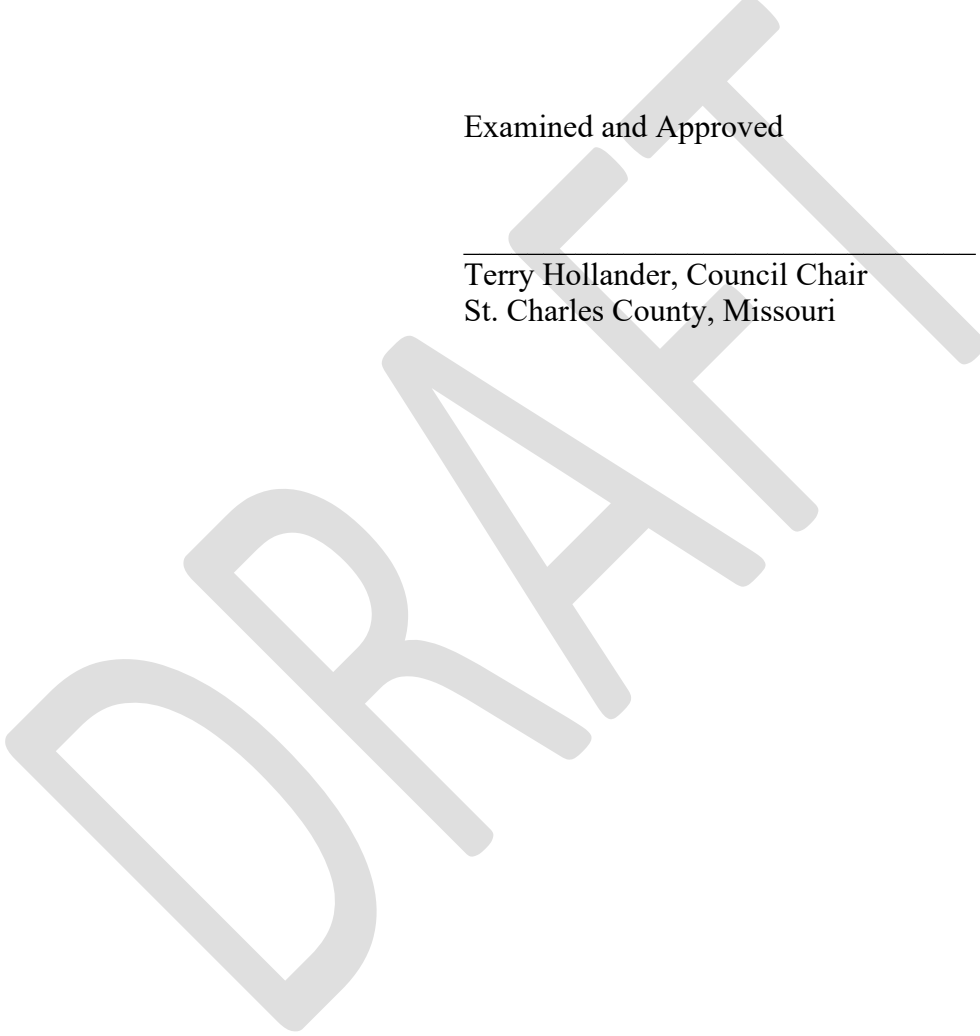 Examined and Approved
Terry Hollander, Council Chair
St. Charles County, Missouri
DRAFT